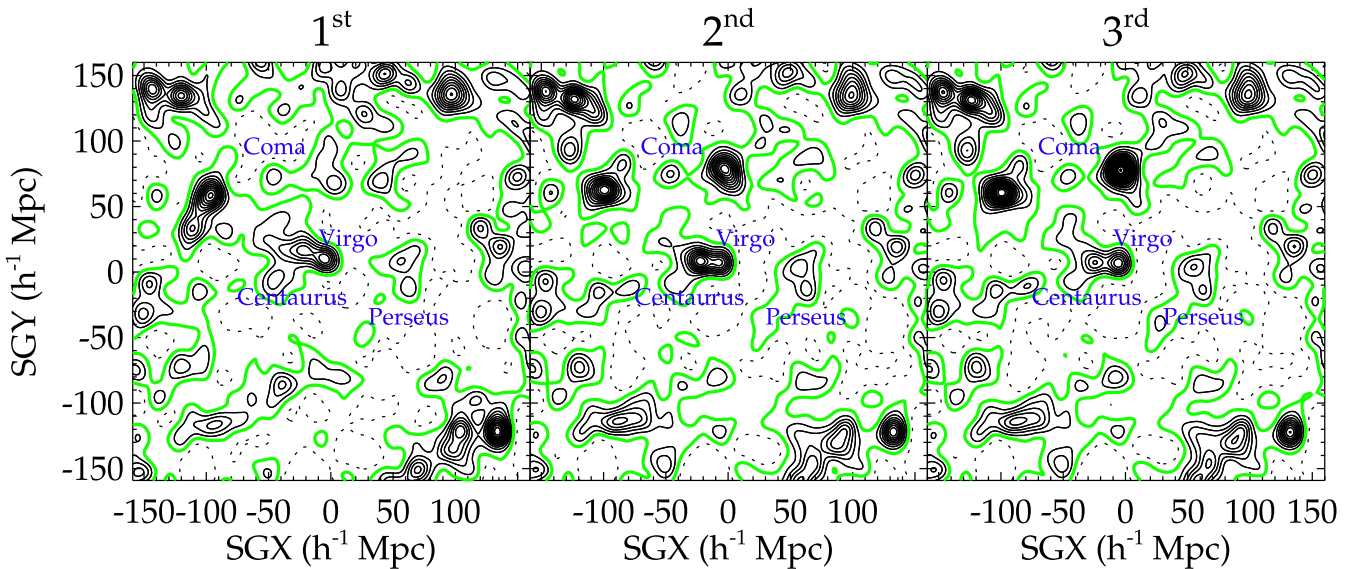 1st 2nd 3rd
150
100
50
0
-50
-100
-150
SGY (h-1 Mpc)
Coma
Virgo
Centaurus
Perseus
Coma
Virgo
Centaurus
Perseus
Coma
Virgo
Centaurus
Perseus
-150 -100 -50 0 50 100
-100 -50 0 50 100
-100 -50 0 50 100 150
SGX (h-1 Mpc) SGX (h-1 Mpc) SGX (h-1 Mpc)